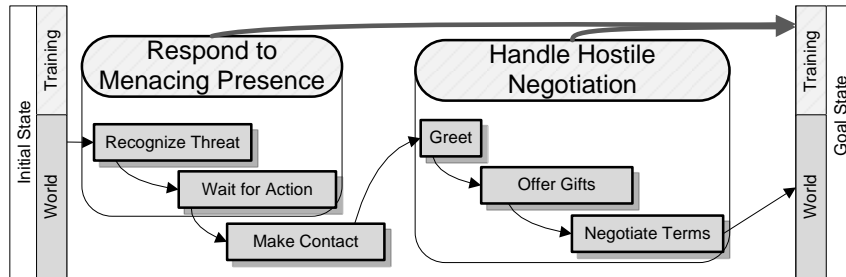 Initial State
Training
World
Respond to
Menacing Presence
Recognize Threat
Wait for Action
Make Contact
Handle Hostile
Negotiation
Greet
Offer Gifts
Negotiate Terms
Training
World
Goal State